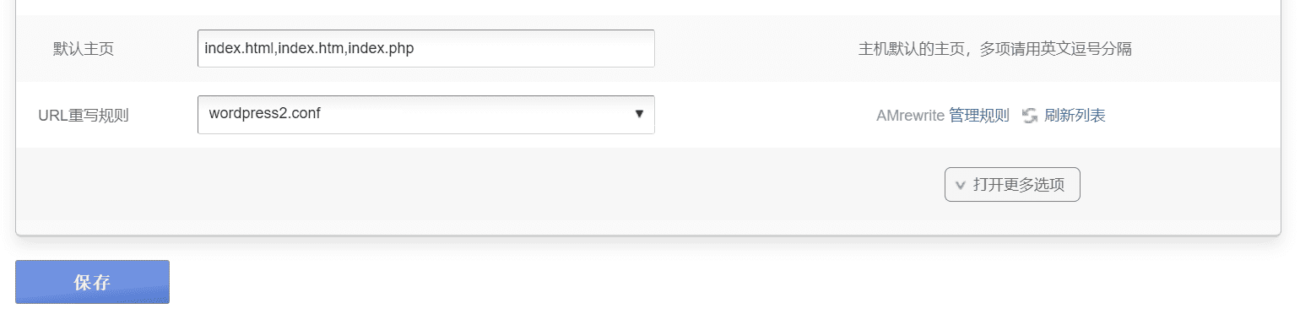 默认主页 index.html,index.htm,index.php 主机默认的主页，多项请用英文逗号分隔
URL重写规则 wordpress2.conf AMrewrite 管理规则 刷新列表
打开更多选项
保存